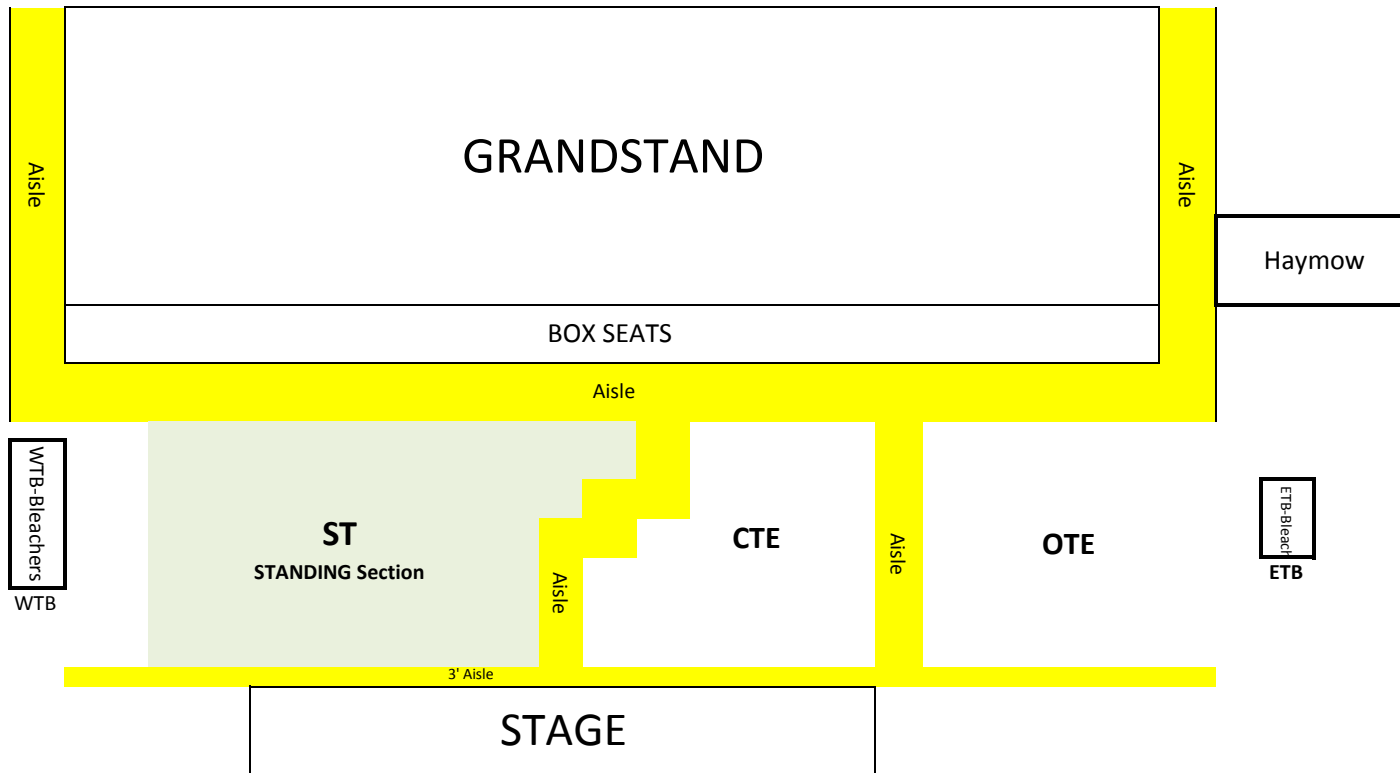 GRANDSTAND
Aisle
Aisle
Haymow
BOX SEATS
Aisle
WTB-Bleachers
WTB
ST
STANDING Section
Aisle
CTE
Aisle
OTE
ETB-Bleach
ETB
3' Aisle
STAGE